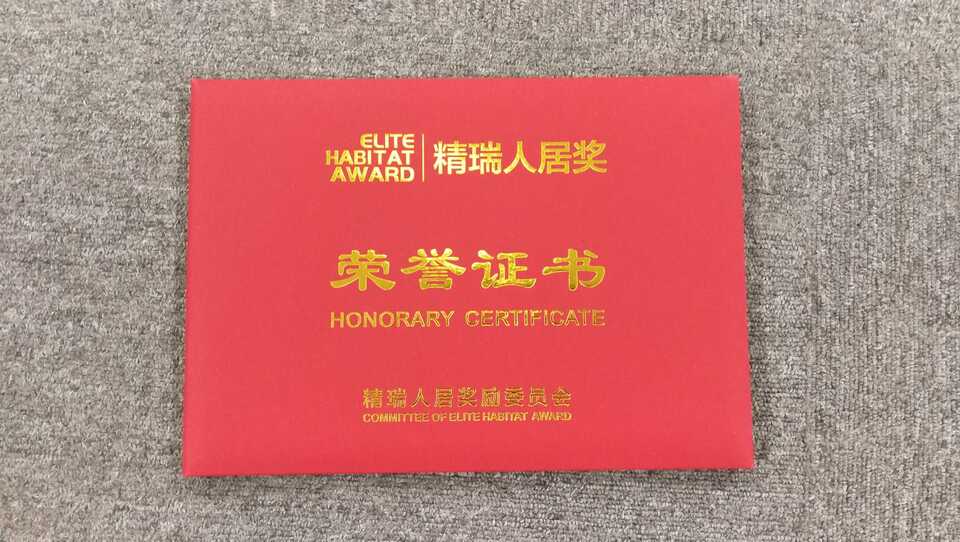 ELITE
HABITAT
AWARD
精瑞人居奖
荣誉证书
HONORARY CERTIFICATE
精瑞人居奖励委员会
COMMITTEE OF ELITE HABITAT AWARD